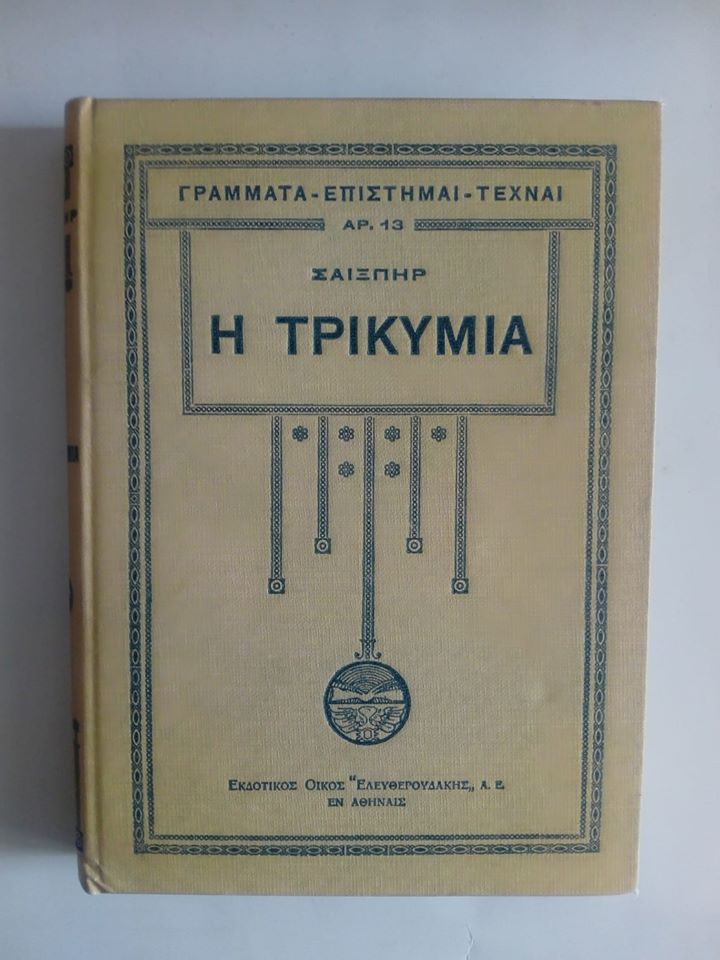 ΓΡΑΜΜΑΤΑ-ΕΠΙΣΤΗΜΑΙ-ΤΕΧΝΑΙ
ΑΡ. 13
ΣΑΙΞΠΗΡ
Η ΤΡΙΚΥΜΙΑ
ΕΚΔΟΤΙΚΟΣ ΟΙΚΟΣ "ΕΛΕΥΘΕΡΟΥΔΑΚΗΣ„ Α. Ε.
ΕΝ ΑΘΗΝΑΙΣ